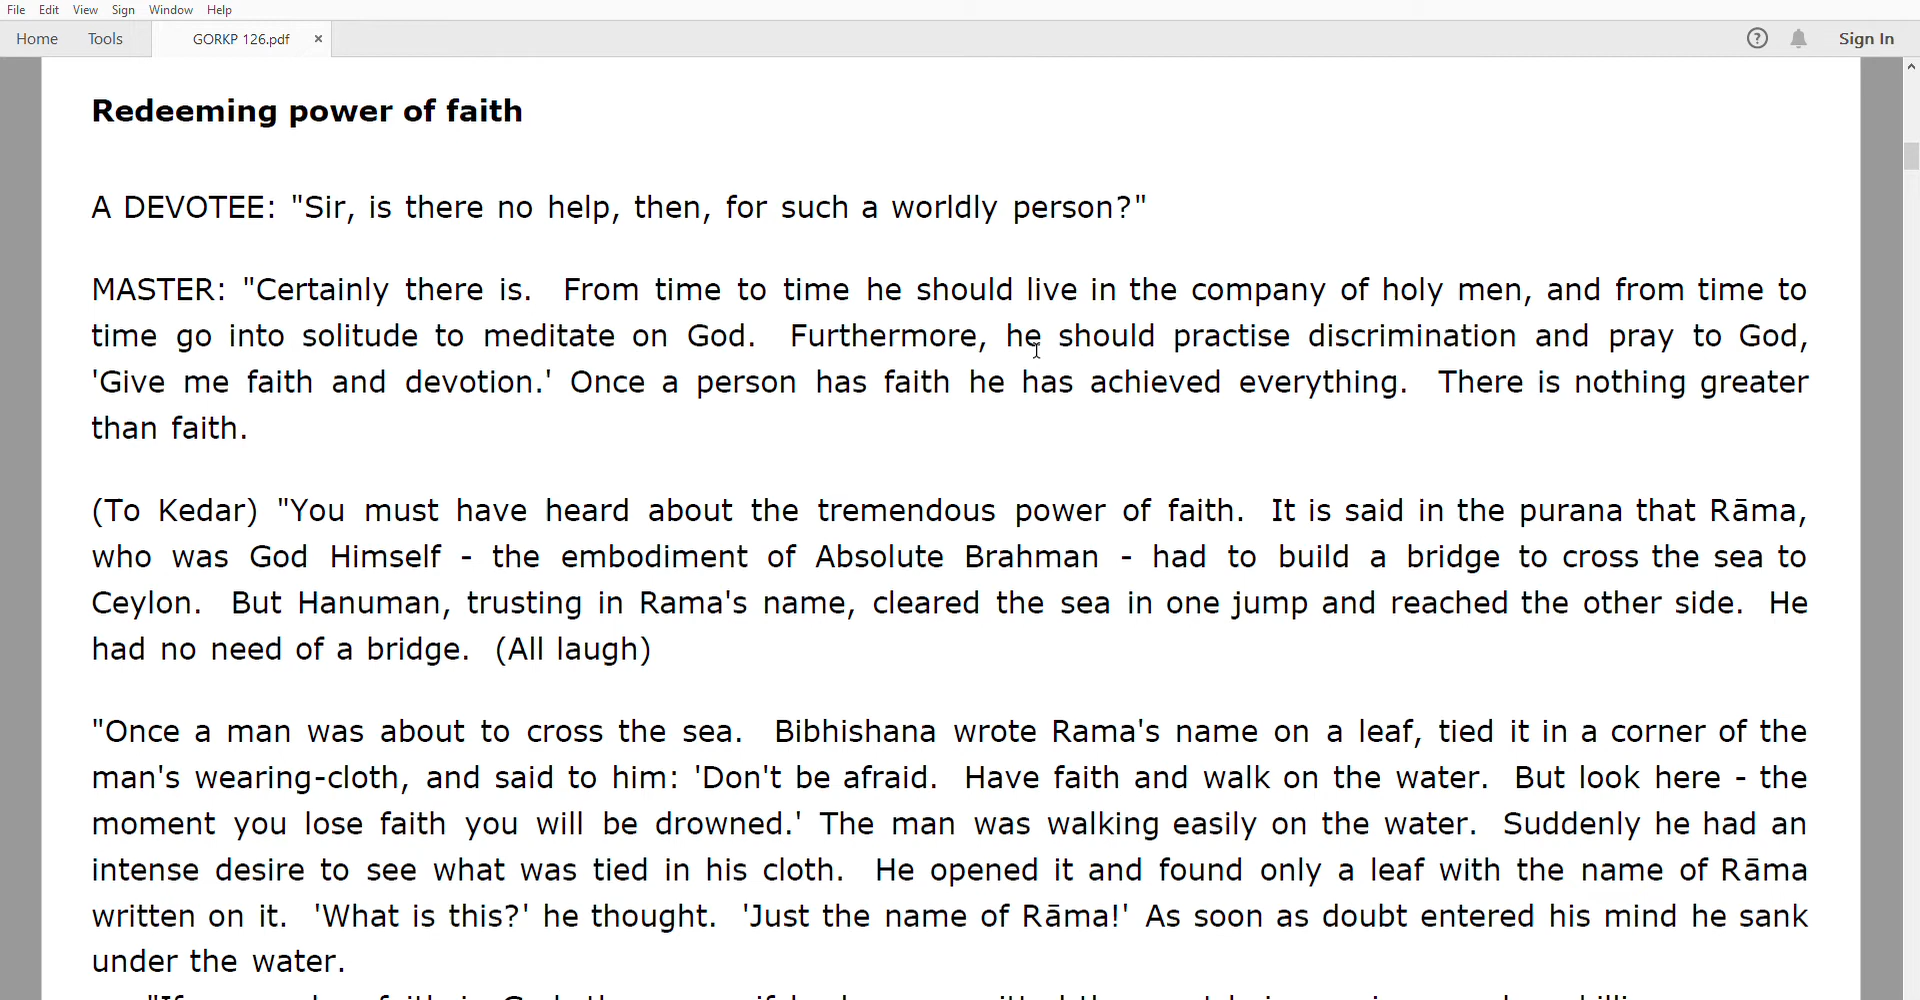 File Edit View Sign Window Help
Home Tools GORKP 126.pdf × ? Sign In
Redeeming power of faith
A DEVOTEE: "Sir, is there no help, then, for such a worldly person?"
MASTER: "Certainly there is. From time to time he should live in the company of holy men, and from time to
time go into solitude to meditate on God. Furthermore, he should practise discrimination and pray to God,
'Give me faith and devotion.' Once a person has faith he has achieved everything. There is nothing greater
than faith.
(To Kedar) "You must have heard about the tremendous power of faith. It is said in the purana that Rāma,
who was God Himself - the embodiment of Absolute Brahman - had to build a bridge to cross the sea to
Ceylon. But Hanuman, trusting in Rama's name, cleared the sea in one jump and reached the other side. He
had no need of a bridge. (All laugh)
"Once a man was about to cross the sea. Bibhishana wrote Rama's name on a leaf, tied it in a corner of the
man's wearing-cloth, and said to him: 'Don't be afraid. Have faith and walk on the water. But look here - the
moment you lose faith you will be drowned.' The man was walking easily on the water. Suddenly he had an
intense desire to see what was tied in his cloth. He opened it and found only a leaf with the name of Rāma
written on it. 'What is this?' he thought. 'Just the name of Rāma!' As soon as doubt entered his mind he sank
under the water.